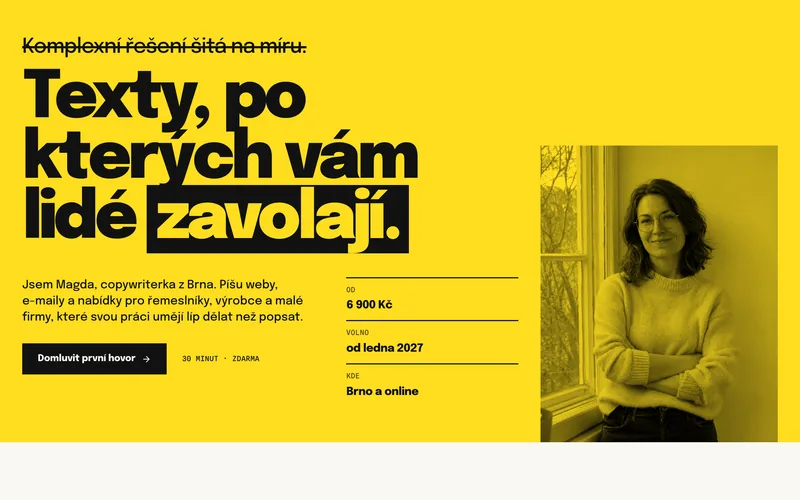 Komplexní řešení šitá na míru.
Texty, po
kterých vám
lidé zavolají.
Jsem Magda, copywriterka z Brna. Píšu weby,
e-maily a nabídky pro řemeslníky, výrobce a malé
firmy, které svou práci umějí líp dělat než popsat.
Domluvit první hovor →
30 MINUT · ZDARMA
OD
6 900 Kč
VOLNO
od ledna 2027
KDE
Brno a online